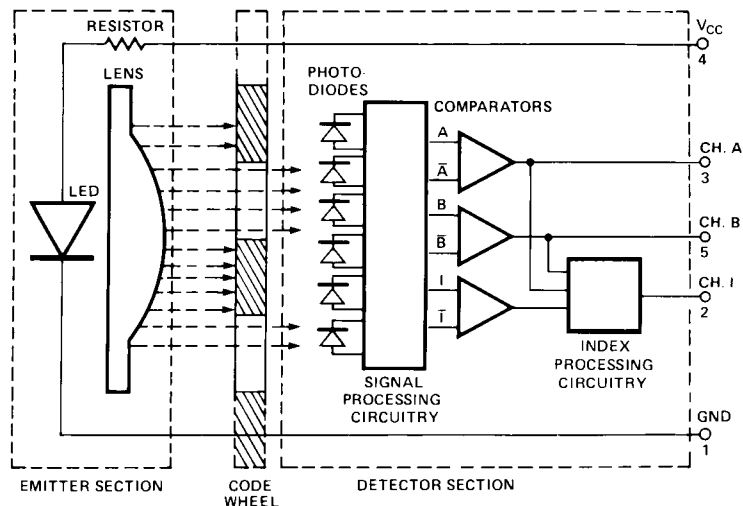 RESISTOR
LENS
LED
PHOTO-
DIODES
COMPARATORS
A
A̅
B
B̅
I
I̅
VCC
4
CH. A
3
CH. B
5
CH. I
2
GND
1
SIGNAL
PROCESSING
CIRCUITRY
INDEX
PROCESSING
CIRCUITRY
EMITTER SECTION
CODE
WHEEL
DETECTOR SECTION